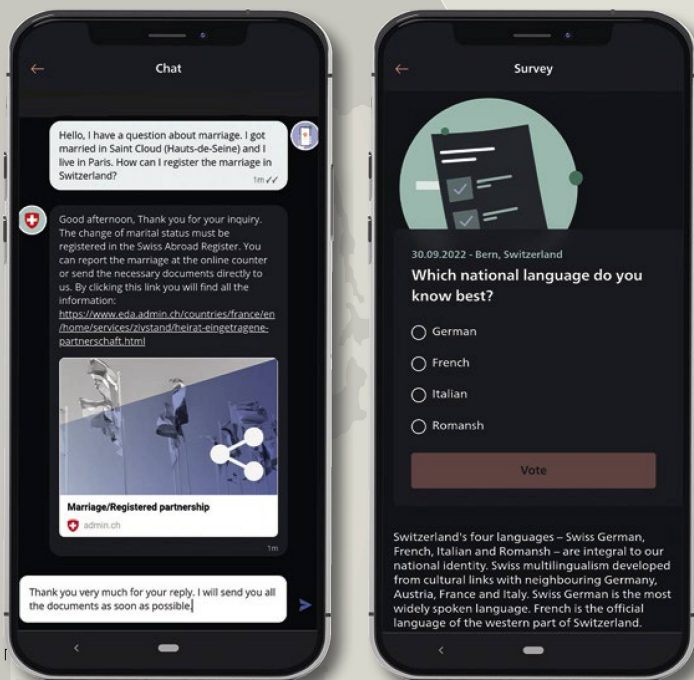 Chat
Hello, I have a question about marriage. I got
married in Saint Cloud (Hauts-de-Seine) and I
live in Paris. How can I register the marriage in
Switzerland?
1m ✓✓
Good afternoon, Thank you for your inquiry.
The change of marital status must be
registered in the Swiss Abroad Register. You
can report the marriage at the online counter
or send the necessary documents directly to
us. By clicking this link you will find all the
information:
https://www.eda.admin.ch/countries/france/en
/home/services/zivstand/heirat-eingetragene-
partnerschaft.html
Marriage/Registered partnership
admin.ch
1m
Thank you very much for your reply. I will send you all
the documents as soon as possible.
Survey
30.09.2022 - Bern, Switzerland
Which national language do you
know best?
German
French
Italian
Romansh
Vote
Switzerland's four languages – Swiss German,
French, Italian and Romansh – are integral to our
national identity. Swiss multilingualism developed
from cultural links with neighbouring Germany,
Austria, France and Italy. Swiss German is the most
widely spoken language. French is the official
language of the western part of Switzerland.